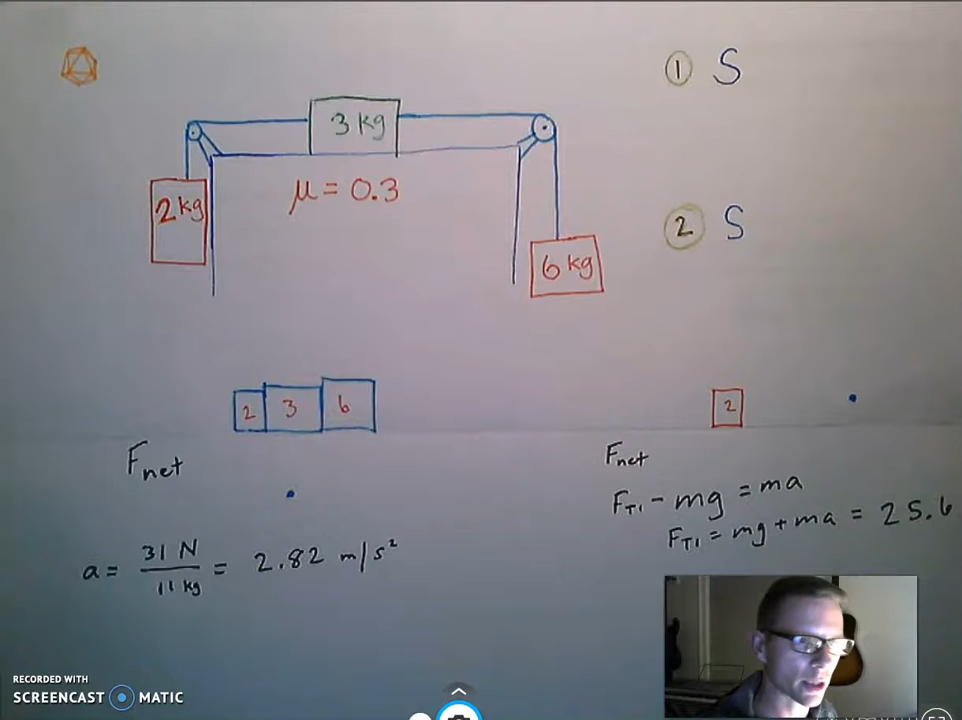 ① S
3 kg
2 kg
μ = 0.3
② S
6 kg
2 3 6
2
Fnet
Fnet
FT1 - mg = ma
FT1 = mg + ma = 25.6
a = 31 N / 11 kg = 2.82 m/s²
RECORDED WITH
SCREENCAST MATIC